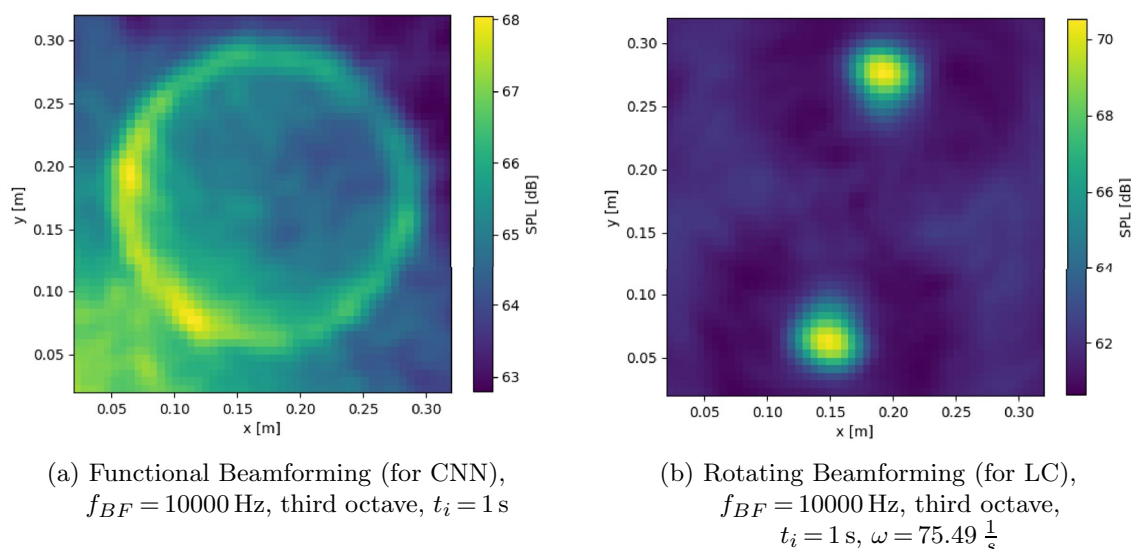 0.30
0.25
0.20
0.15
0.10
0.05
y [m]
0.05 0.10 0.15 0.20 0.25 0.30
x [m]
68
67
66
65
64
63
SPL [dB]
0.30
0.25
0.20
0.15
0.10
0.05
y [m]
0.05 0.10 0.15 0.20 0.25 0.30
x [m]
70
68
66
64
62
SPL [dB]
(a) Functional Beamforming (for CNN),
f_{BF} = 10000 Hz, third octave, t_i = 1 s
(b) Rotating Beamforming (for LC),
f_{BF} = 10000 Hz, third octave,
t_i = 1 s, ω = 75.49 1/s